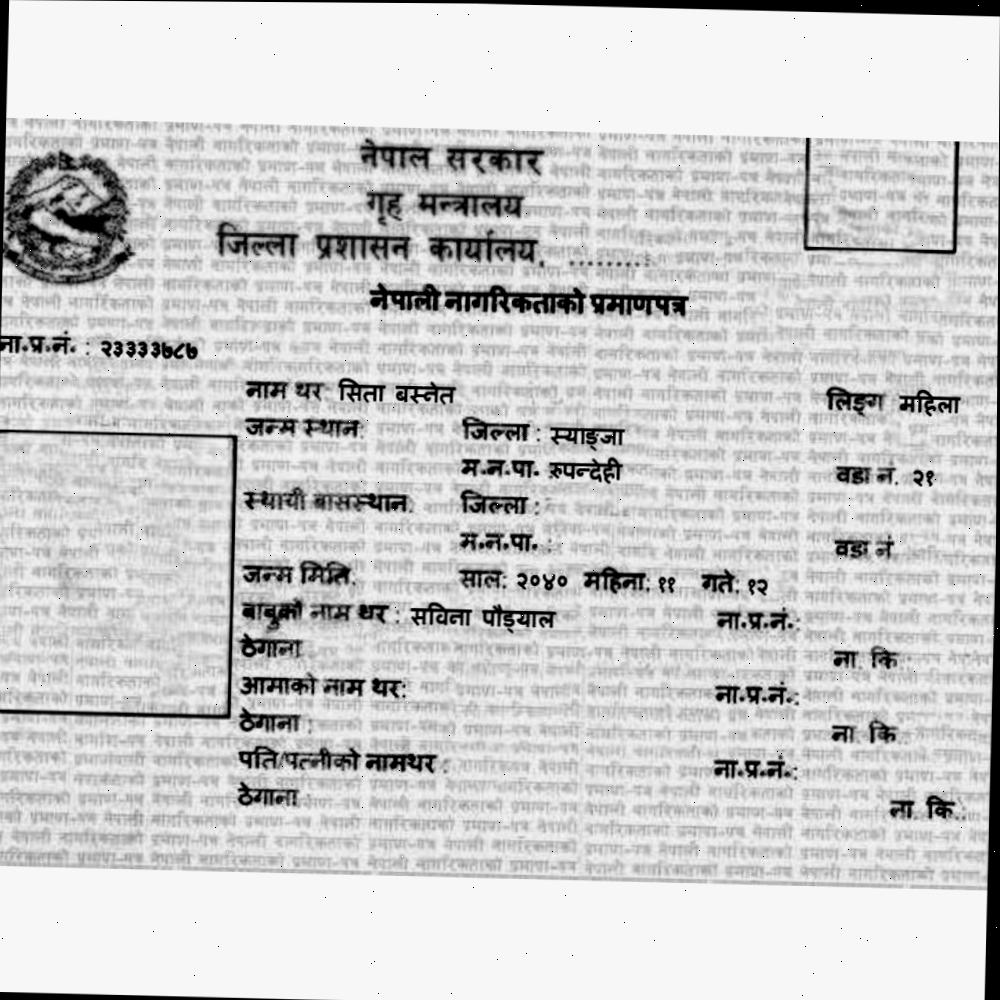 नेपाल सरकार
गृह मन्त्रालय
जिल्ला प्रशासन कार्यालय, ..........
नेपाली नागरिकताको प्रमाणपत्र
ना.प्र.नं. : २३३३३७८७
नाम थर: सिता बस्नेत लिङ्ग महिला
जन्म स्थान: जिल्ला : स्याङ्जा
म.न.पा. रुपन्देही वडा नं. २१
स्थायी बासस्थान: जिल्ला :
म.न.पा. : वडा नं
जन्म मिति: साल: २०४० महिना: ११ गते: १२
बाबुको नाम थर : सविना पौड्याल ना.प्र.नं.:
ठेगाना ना. कि.:
आमाको नाम थर: ना.प्र.नं.:
ठेगाना : ना. कि.:
पति/पत्नीको नामथर : ना.प्र.नं.:
ठेगाना ना. कि.: